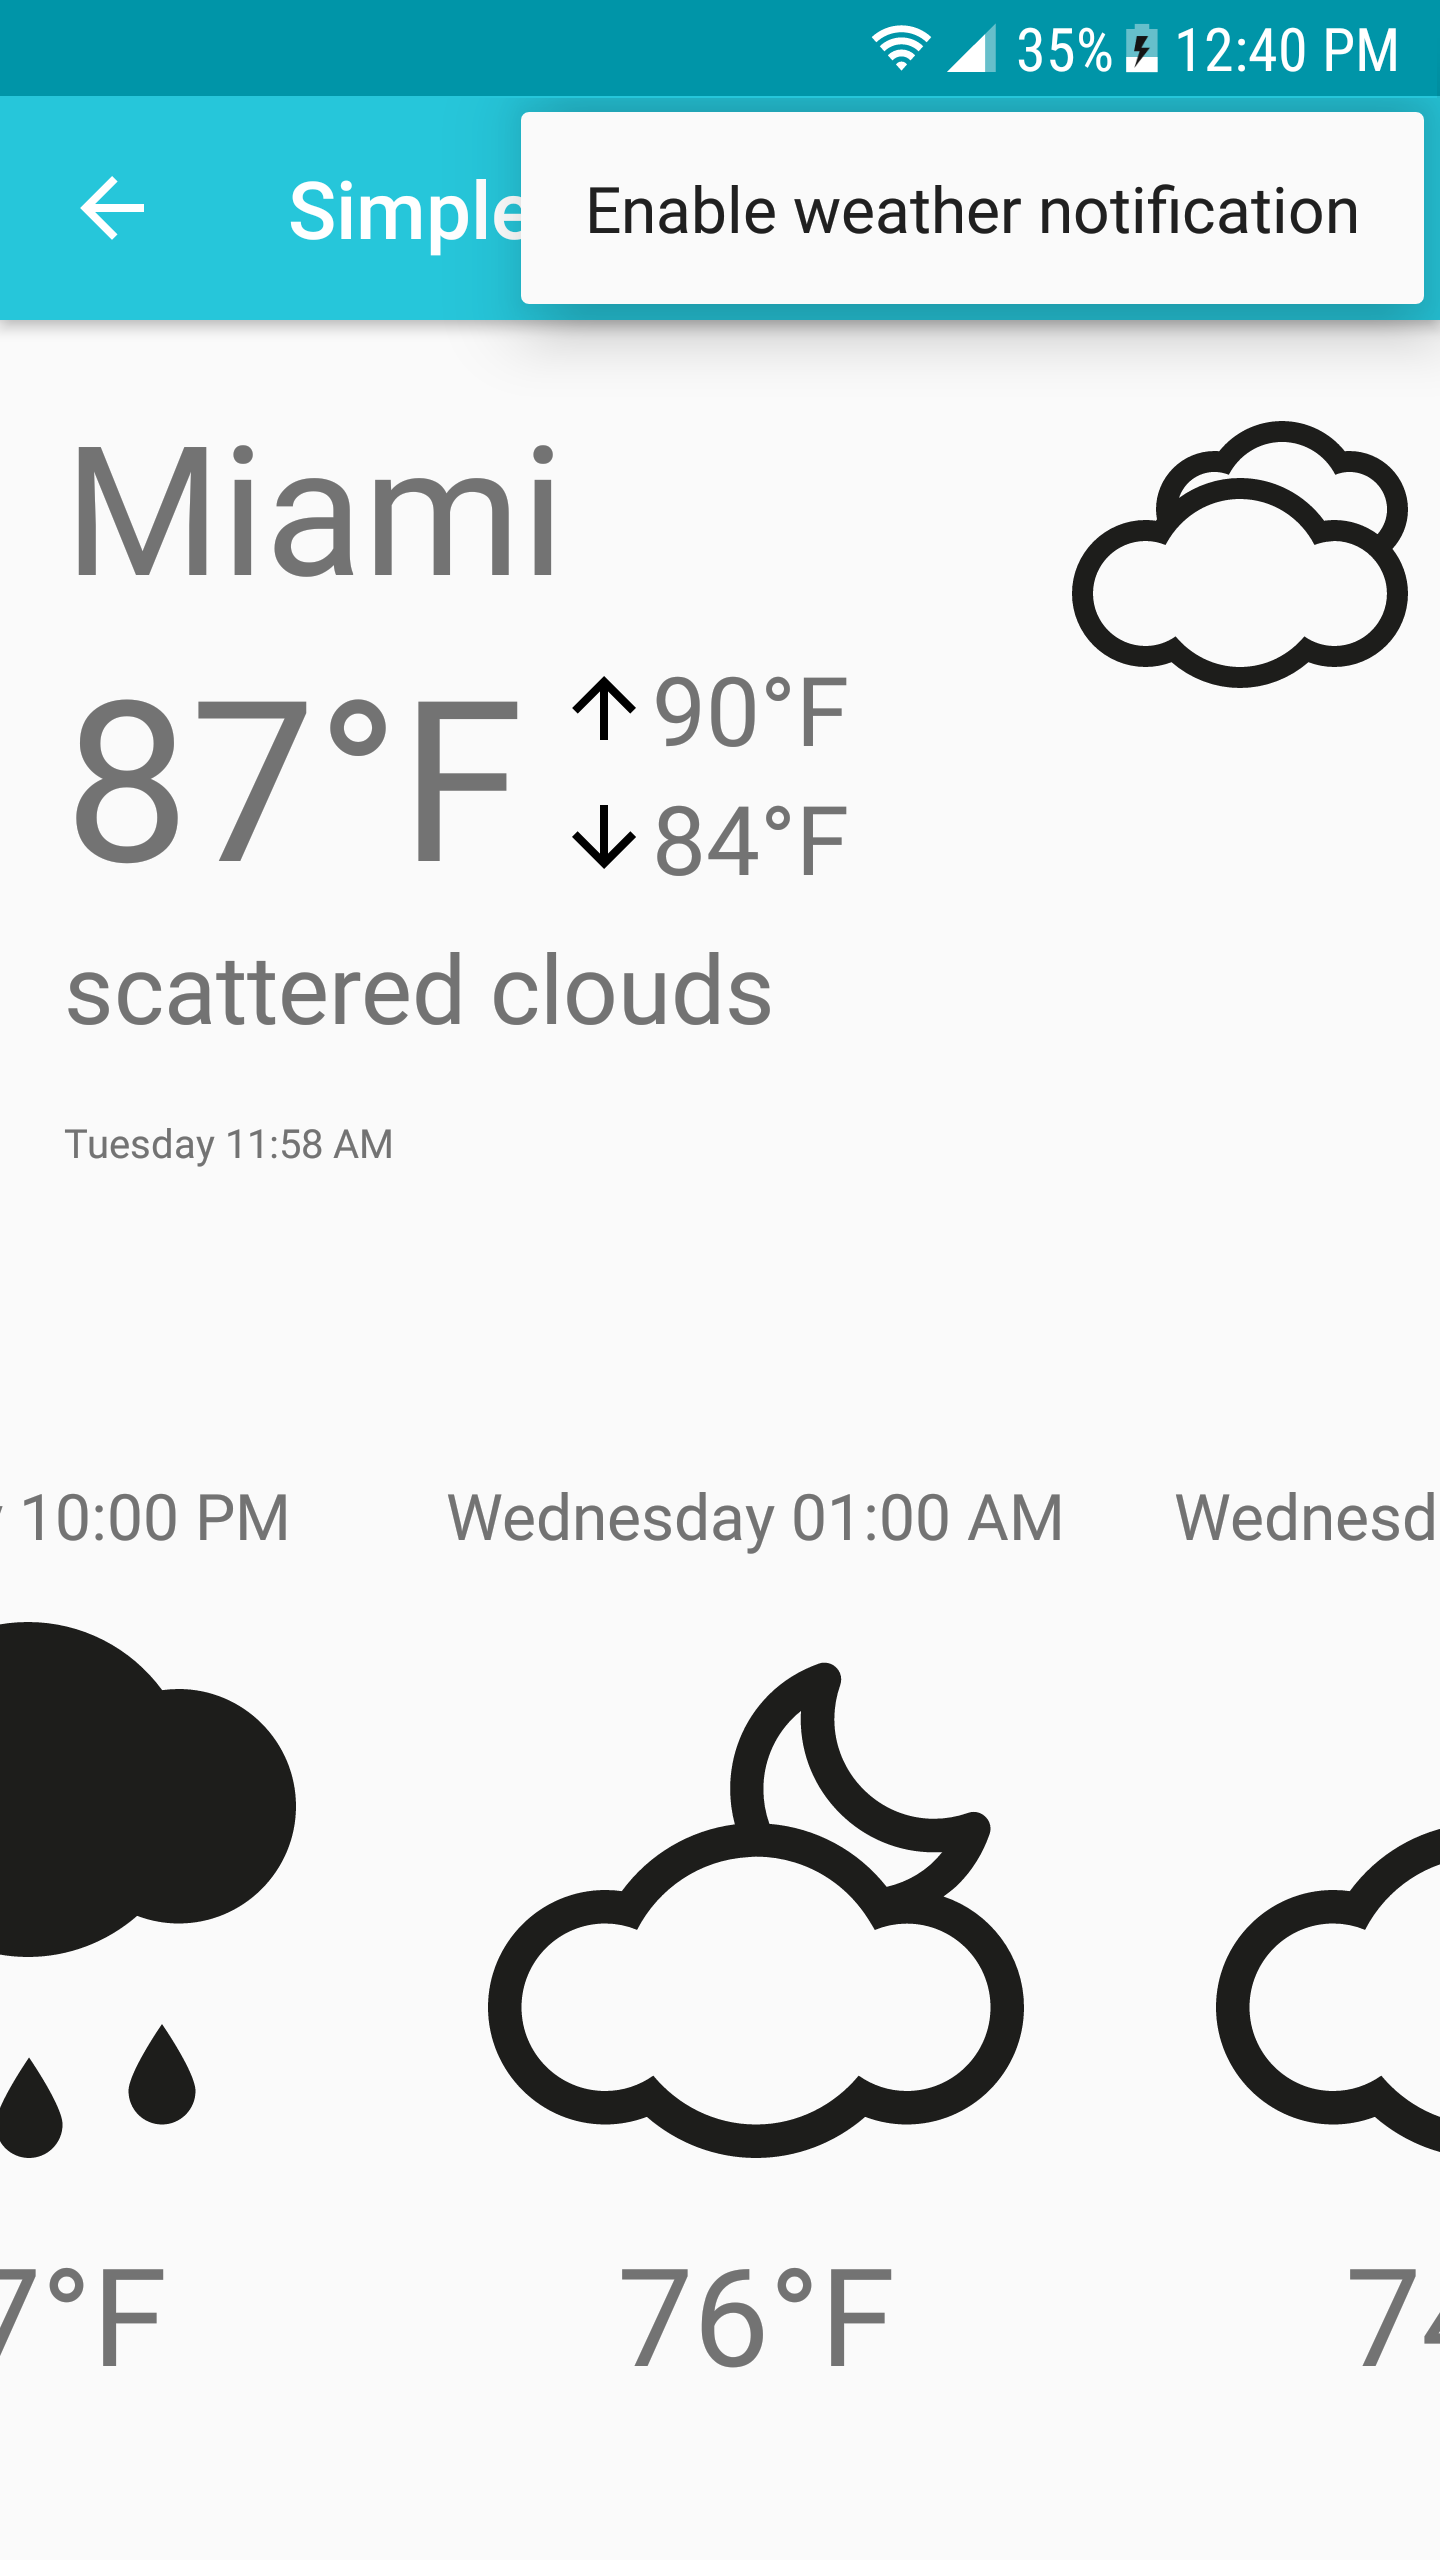 35% 12:40 PM
Simple
Enable weather notification
Miami
87°F
90°F
84°F
scattered clouds
Tuesday 11:58 AM
10:00 PM
Wednesday 01:00 AM
Wednesd
7°F
76°F
74